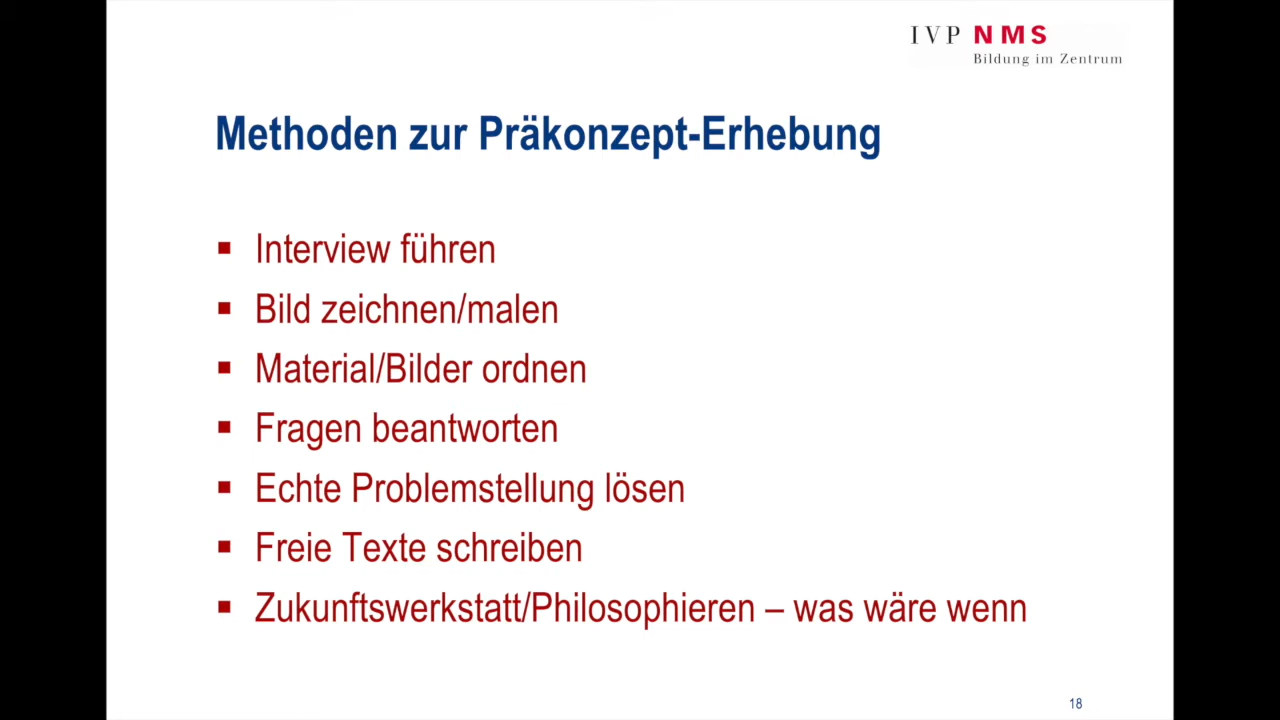 IVP NMS
Bildung im Zentrum
Methoden zur Präkonzept-Erhebung
▪ Interview führen
▪ Bild zeichnen/malen
▪ Material/Bilder ordnen
▪ Fragen beantworten
▪ Echte Problemstellung lösen
▪ Freie Texte schreiben
▪ Zukunftswerkstatt/Philosophieren – was wäre wenn
18